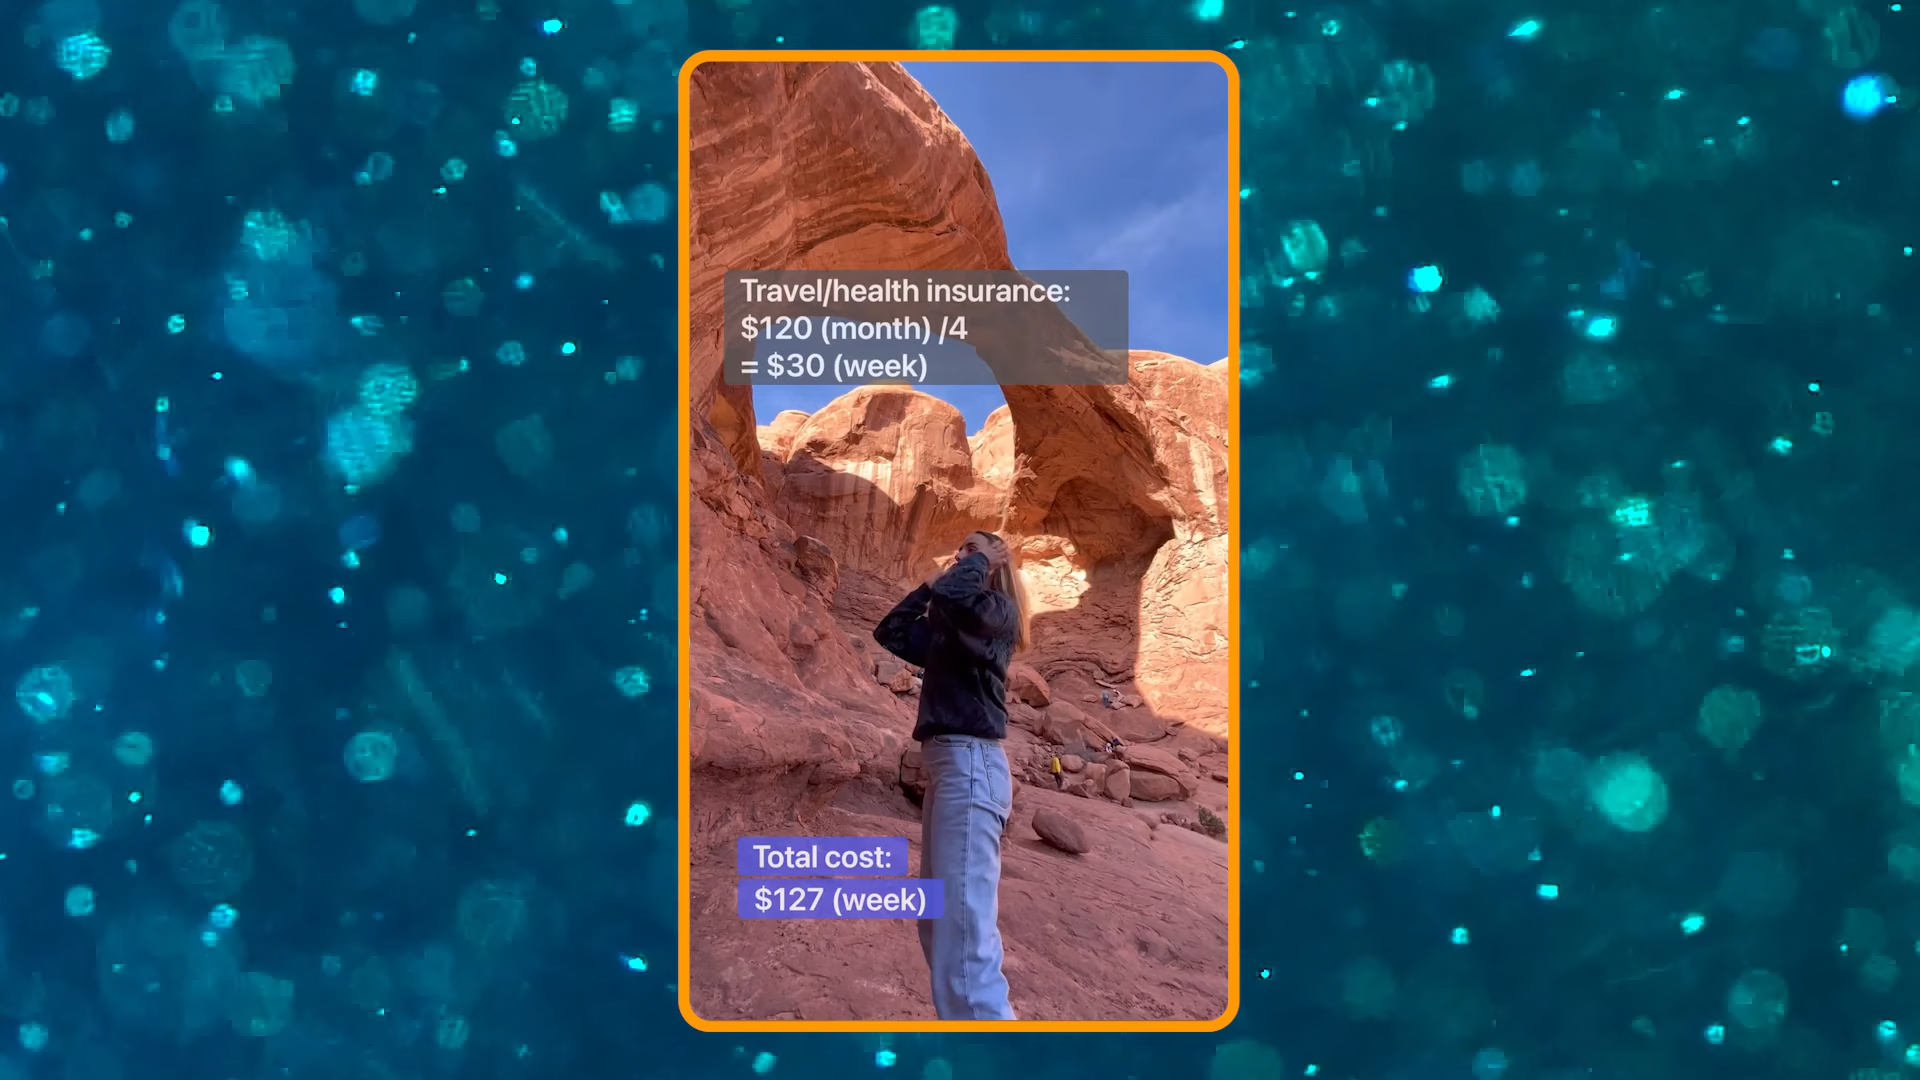 Travel/health insurance:
$120 (month) /4
= $30 (week)
Total cost:
$127 (week)